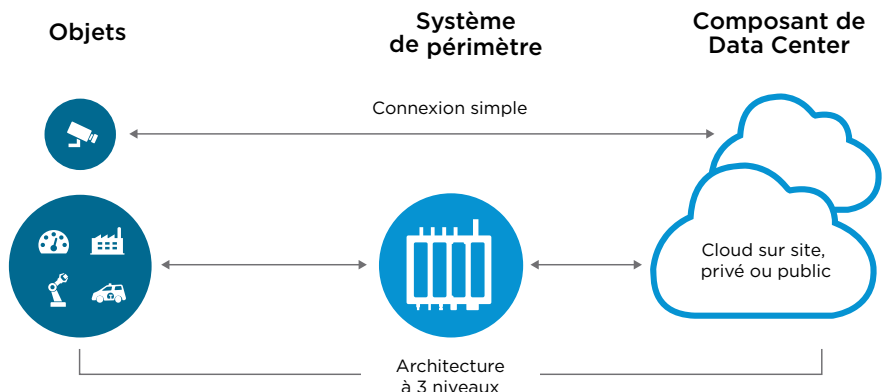 Objets
Système
de périmètre
Composant de
Data Center
Connexion simple
Cloud sur site,
privé ou public
Architecture
à 3 niveaux